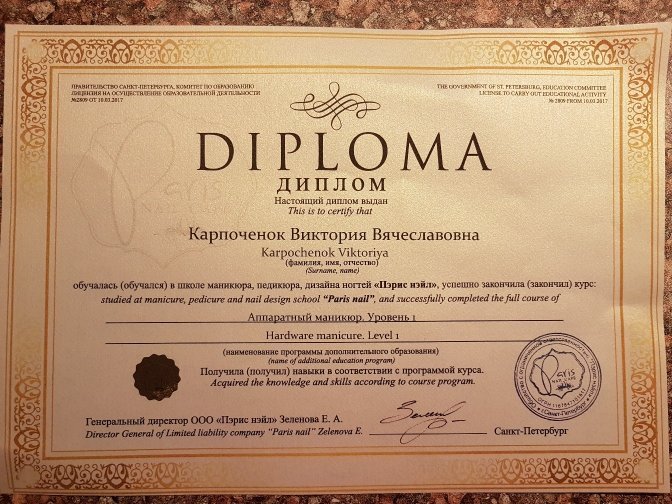 ПРАВИТЕЛЬСТВО САНКТ-ПЕТЕРБУРГА, КОМИТЕТ ПО ОБРАЗОВАНИЮ
ЛИЦЕНЗИЯ НА ОСУЩЕСТВЛЕНИЕ ОБРАЗОВАТЕЛЬНОЙ ДЕЯТЕЛЬНОСТИ
№2809 ОТ 10.03.2017
THE GOVERNMENT OF ST. PETERSBURG, EDUCATION COMMITTEE
LICENSE TO CARRY OUT EDUCATIONAL ACTIVITY
№ 2809 FROM 10.03.2017
DIPLOMA
ДИПЛОМ
Настоящий диплом выдан
This is to certify that
Карпоченок Виктория Вячеславовна
Karpochenok Viktoriya
(фамилия, имя, отчество)
(Surname, name)
обучалась (обучался) в школе маникюра, педикюра, дизайна ногтей «Пэрис нэйл», успешно закончила (закончил) курс:
studied at manicure, pedicure and nail design school "Paris nail", and successfully completed the full course of
Аппаратный маникюр. Уровень 1
Hardware manicure. Level 1
(наименование программы дополнительного образования)
(name of additional education program)
Получила (получил) навыки в соответствии с программой курса.
Acquired the knowledge and skills according to course program.
Генеральный директор ООО «Пэрис нэйл» Зеленова Е. А.
Director General of Limited liability company "Paris nail" Zelenova E.
Санкт-Петербург